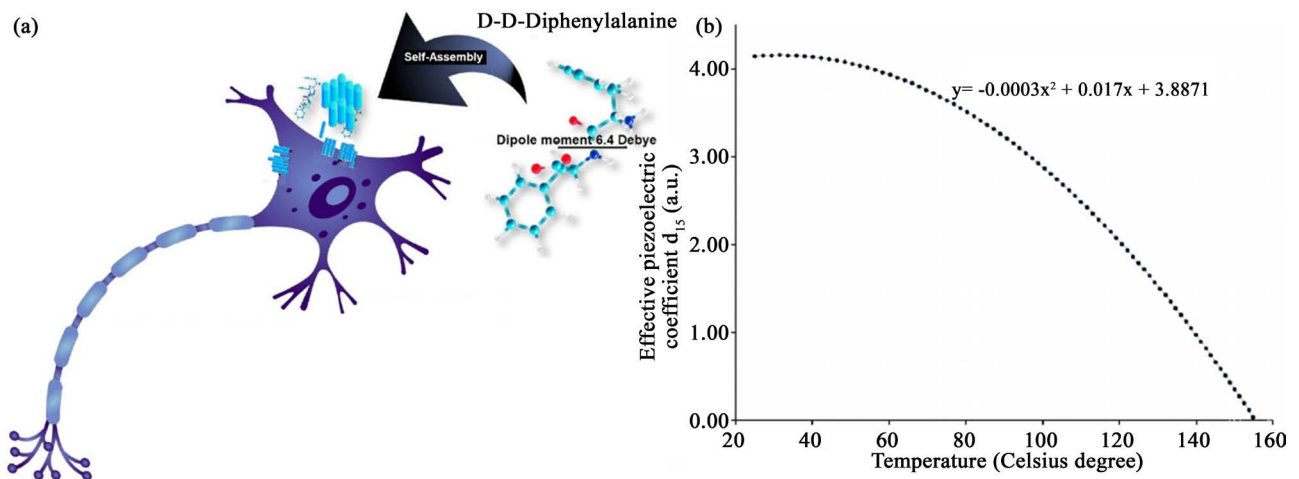 (a)
D-D-Diphenylalanine
Self-Assembly
Dipole moment 6.4 Debye
(b)
y= -0.0003x² + 0.017x + 3.8871
Effective piezoelectric
coefficient d₁₅ (a.u.)
4.00
3.00
2.00
1.00
0.00
20
40
60
80
100
120
140
160
Temperature (Celsius degree)